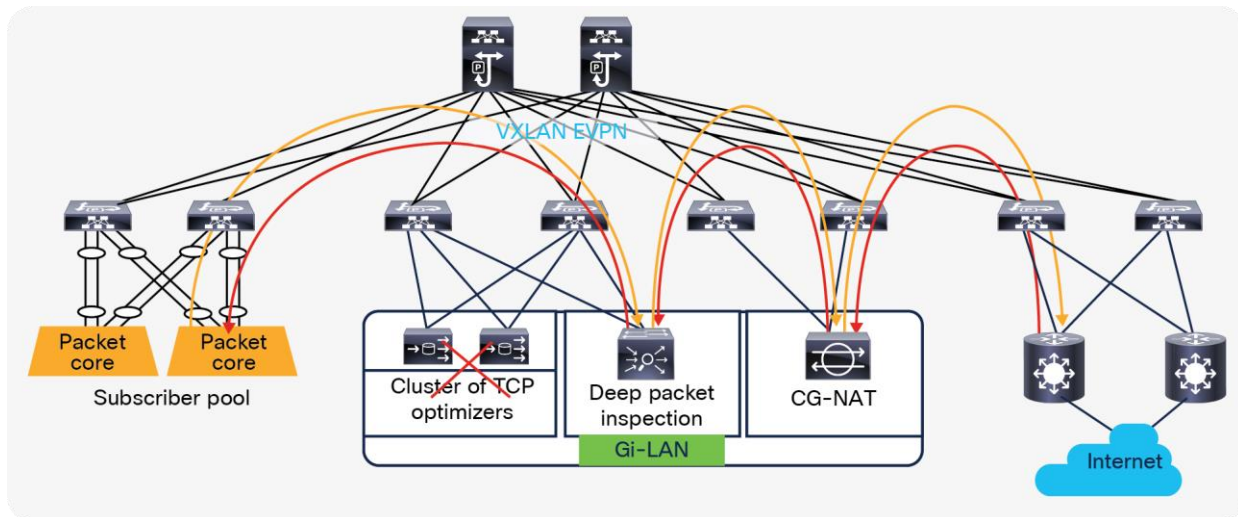 VXLAN EVPN
Packet
core
Packet
core
Subscriber pool
Cluster of TCP
optimizers
Deep packet
inspection
CG-NAT
Gi-LAN
Internet
P
P